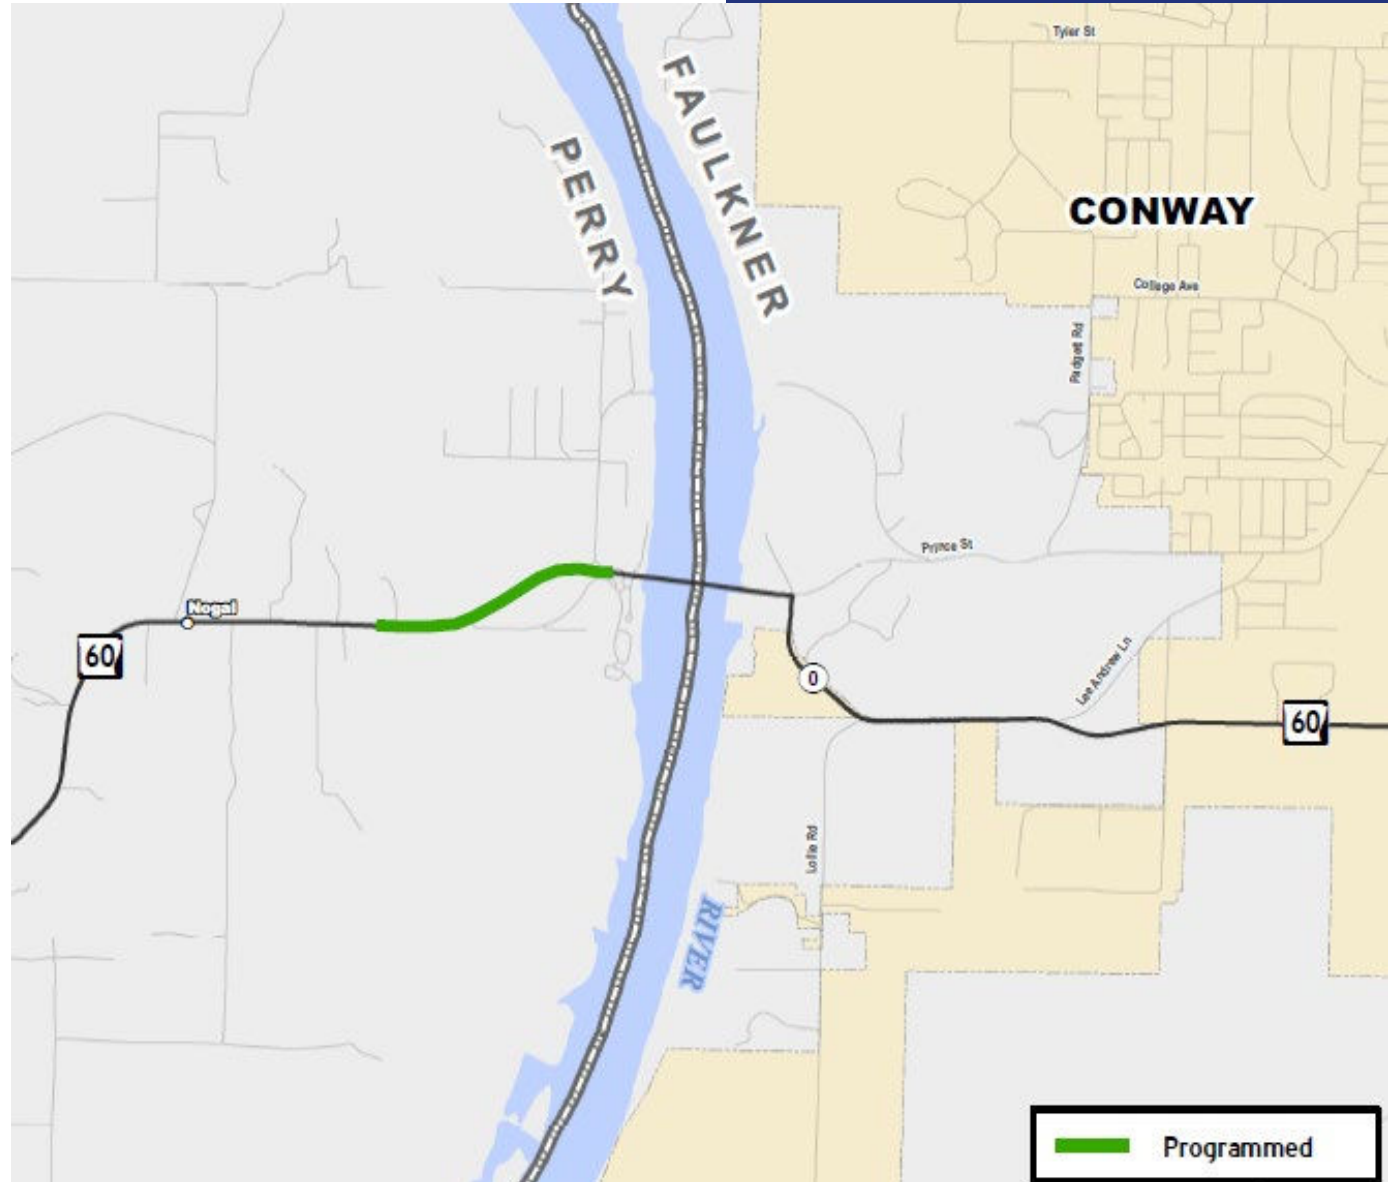 Tyler St
FAULKNER
PERRY
CONWAY
College Ave
Padgett Rd
Prince St
Nogal
60
Lee Andrew Ln
0
60
Lollie Rd
RIVER
Programmed